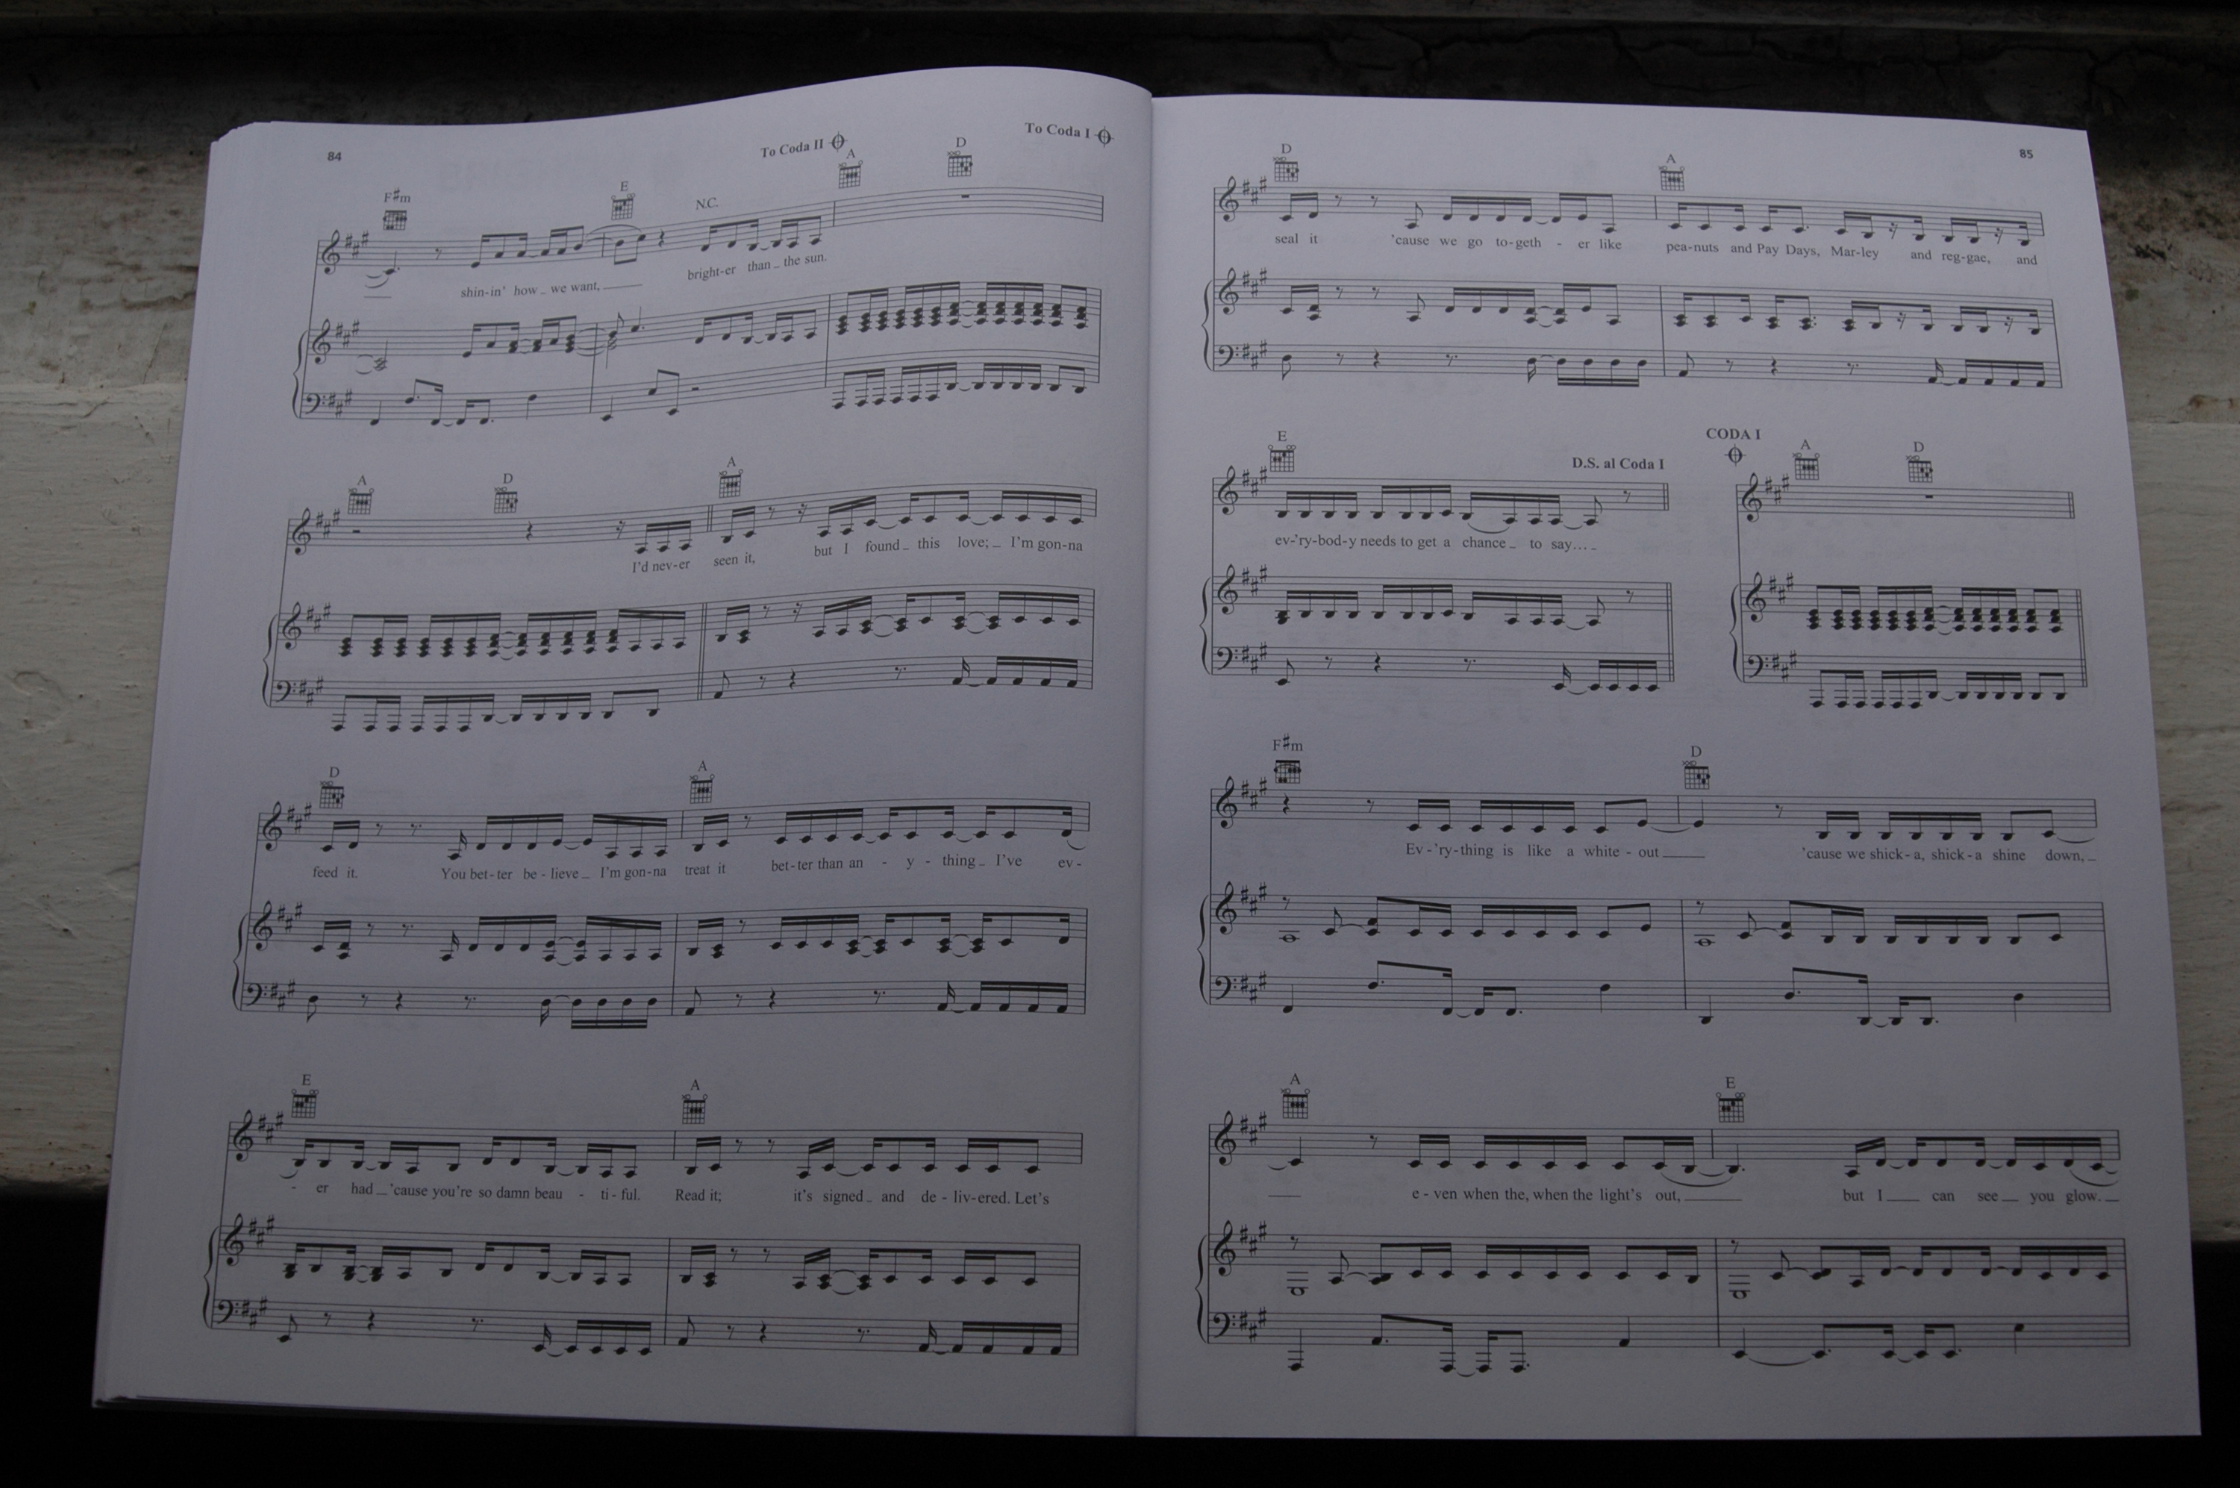 84
To Coda II
To Coda I
F#m E N.C. A D
shin-in' how we want, bright-er than the sun.
A D A
I'd nev-er seen it, but I found this love; I'm gon-na
D A
feed it. You bet-ter be-lieve I'm gon-na treat it bet-ter than an-y-thing I've ev-
E A
-er had 'cause you're so damn beau-ti-ful. Read it; it's signed and de-liv-ered. Let's
85
D A
seal it 'cause we go to-geth-er like pea-nuts and Pay Days, Mar-ley and reg-gae, and
E D.S. al Coda I
CODA I
A D
ev-'ry-bod-y needs to get a chance to say...
F#m D
Ev-'ry-thing is like a white-out 'cause we shick-a, shick-a shine down,
A E
e-ven when the, when the light's out, but I can see you glow.